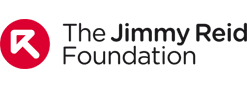 The Jimmy Reid
Foundation